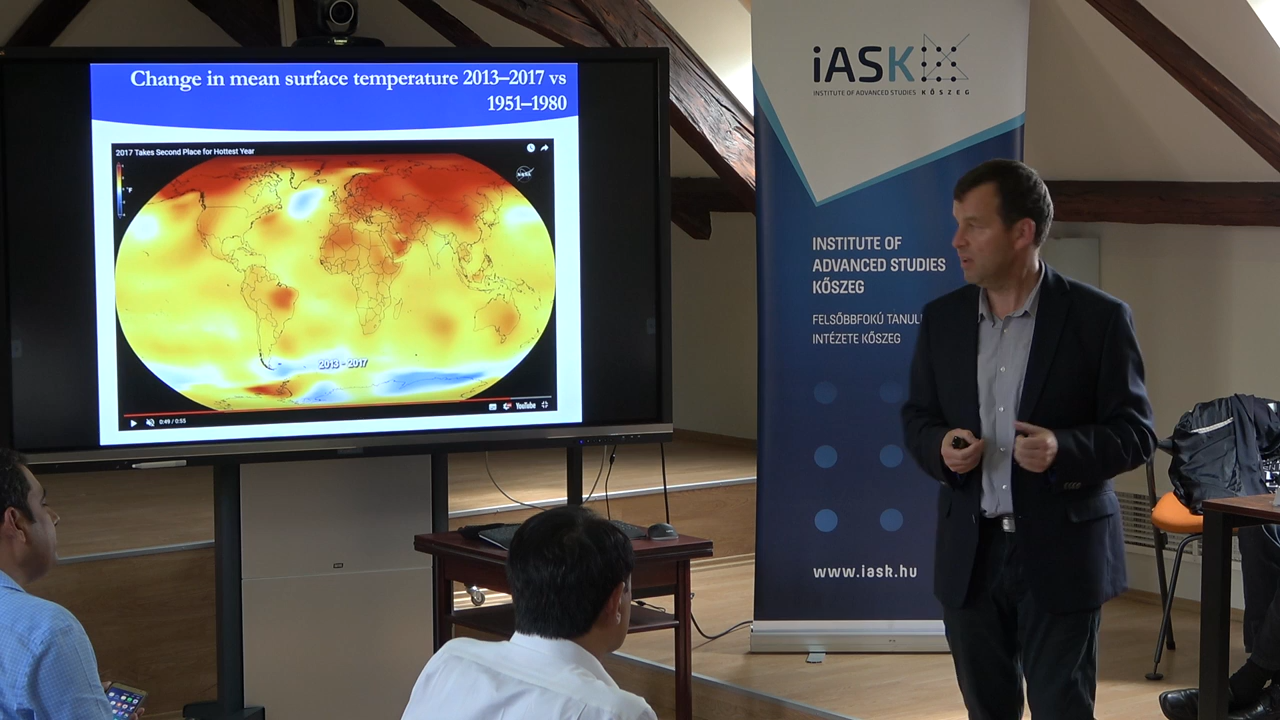 Change in mean surface temperature 2013–2017 vs
1951–1980
2017 Takes Second Place for Hottest Year
°F
NASA
2013 - 2017
0:49 / 0:55
YouTube
iASK
INSTITUTE OF ADVANCED STUDIES KŐSZEG
INSTITUTE OF
ADVANCED STUDIES
KŐSZEG
FELSŐBBFOKÚ TANUL
INTÉZETE KŐSZEG
www.iask.hu